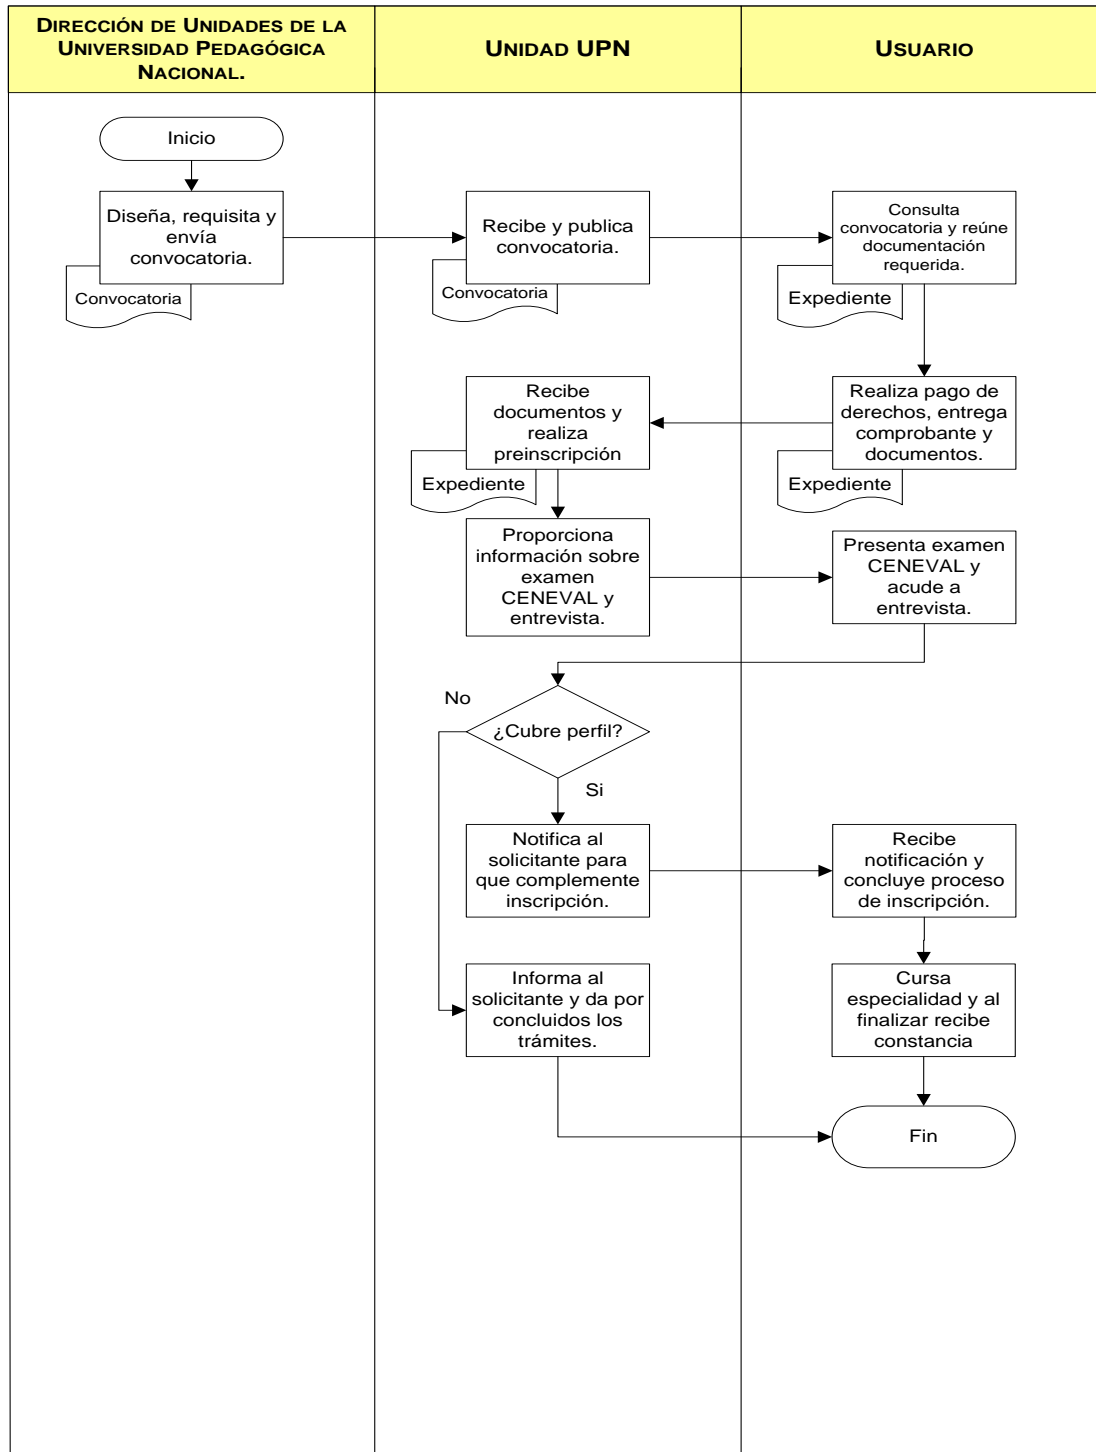 DIRECCIÓN DE UNIDADES DE LA
UNIVERSIDAD PEDAGÓGICA
NACIONAL.
UNIDAD UPN
USUARIO
Inicio
Diseña, requisita y
envía
convocatoria.
Convocatoria
Recibe y publica
convocatoria.
Convocatoria
Consulta
convocatoria y reúne
documentación
requerida.
Expediente
Realiza pago de
derechos, entrega
comprobante y
documentos.
Expediente
Recibe
documentos y
realiza
preinscripción
Expediente
Proporciona
información sobre
examen
CENEVAL y
entrevista.
Presenta examen
CENEVAL y
acude a
entrevista.
No
¿Cubre perfil?
Si
Notifica al
solicitante para
que complemente
inscripción.
Recibe
notificación y
concluye proceso
de inscripción.
Informa al
solicitante y da por
concluidos los
trámites.
Cursa
especialidad y al
finalizar recibe
constancia
Fin